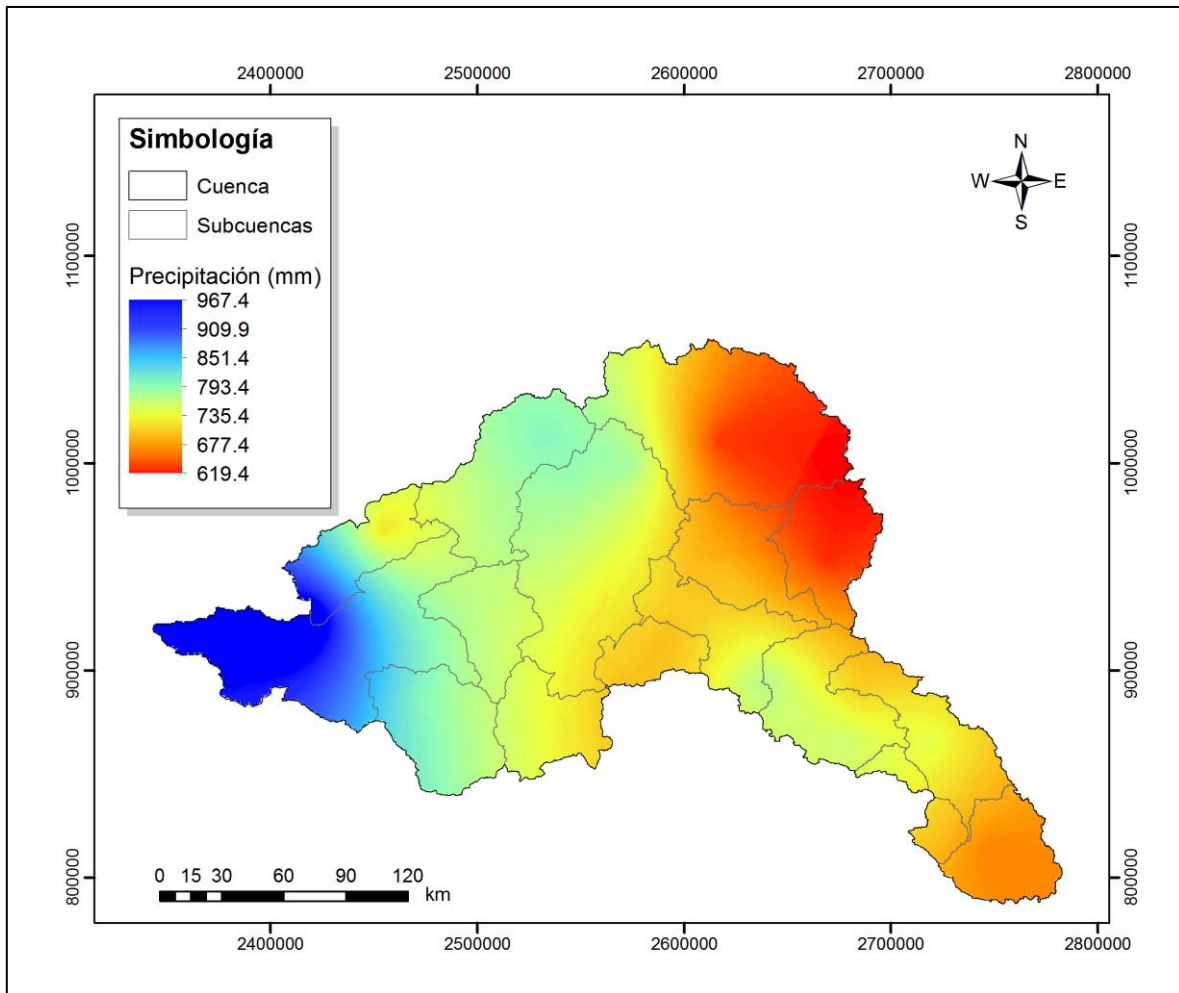 2400000 2500000 2600000 2700000 2800000
Simbología
Cuenca
Subcuencas
Precipitación (mm)
967.4
909.9
851.4
793.4
735.4
677.4
619.4
N
W E
S
1100000 1100000
1000000 1000000
900000 900000
800000 800000
0 15 30 60 90 120
km
2400000 2500000 2600000 2700000 2800000